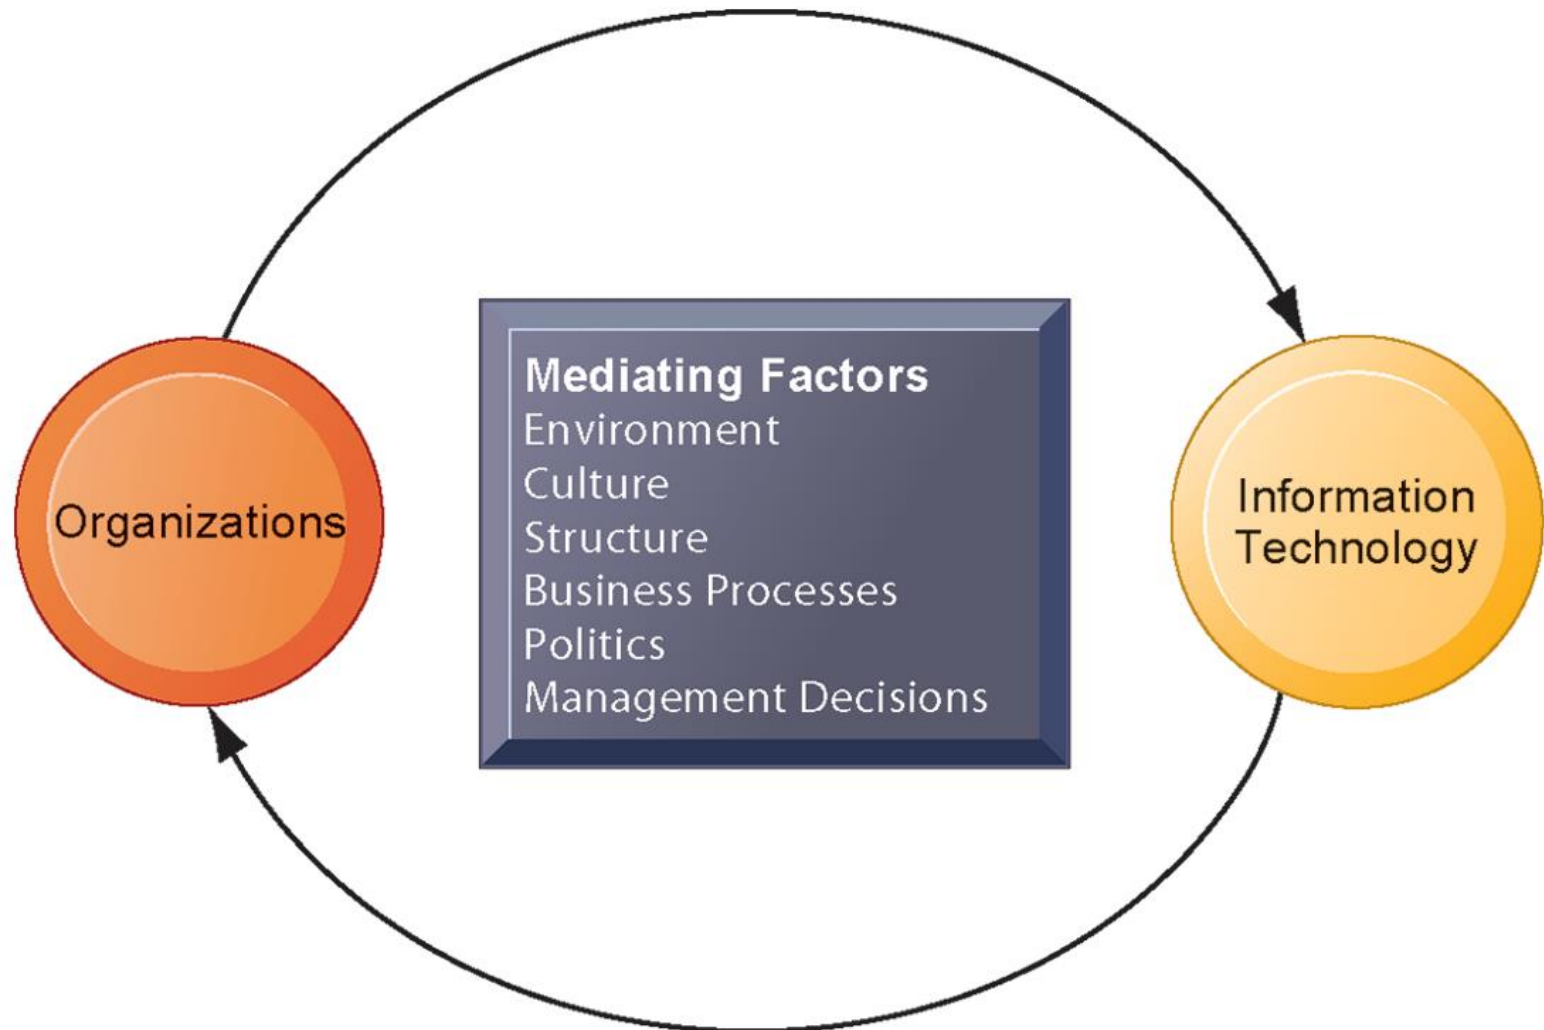 Organizations
Mediating Factors
Environment
Culture
Structure
Business Processes
Politics
Management Decisions
Information
Technology